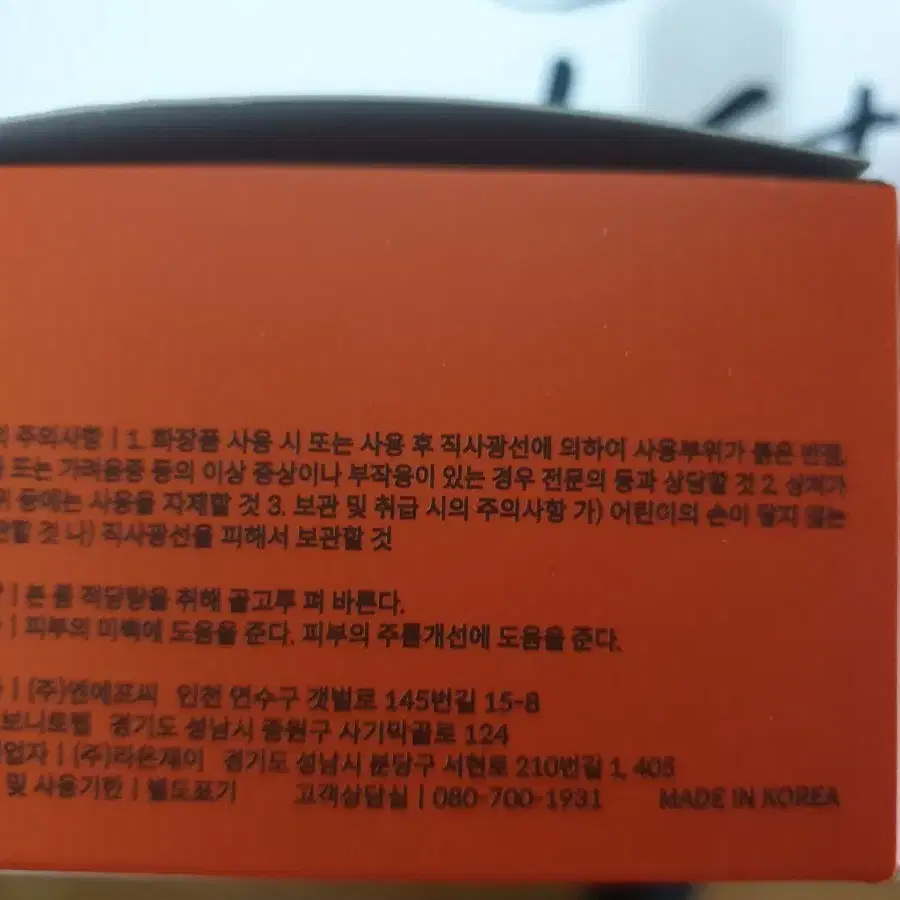 의 주의사항 | 1. 화장품 사용 시 또는 사용 후 직사광선에 의하여 사용부위가 붉은 반점,
또는 가려움증 등의 이상 증상이나 부작용이 있는 경우 전문의 등과 상담할 것 2. 상처가
위 등에는 사용을 자제할 것 3. 보관 및 취급 시의 주의사항 가) 어린이의 손이 닿지 않는
관할 것 나) 직사광선을 피해서 보관할 것
| 본 품 적당량을 취해 골고루 펴 바른다.
| 피부의 미백에 도움을 준다. 피부의 주름개선에 도움을 준다.
| (주)엔에프씨 인천 연수구 갯벌로 145번길 15-8
보니토랩 경기도 성남시 중원구 사기막골로 124
업자 | (주)라온제이 경기도 성남시 분당구 서현로 210번길 1, 405
및 사용기한 | 별도표기 고객상담실 | 080-700-1931 MADE IN KOREA